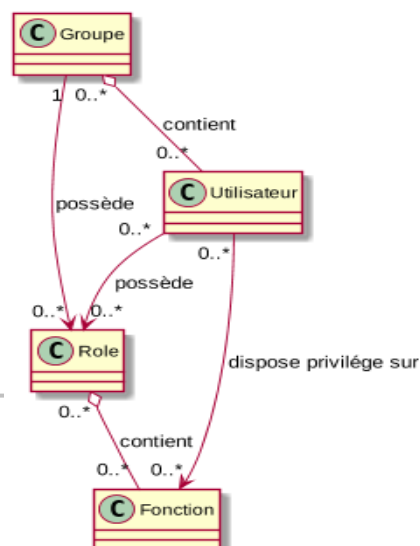 C Groupe
1 0..*
contient
0..*
C Utilisateur
possède
0..*
0..*
possède
0..* 0..*
C Role
dispose privilége sur
0..*
contient
0..* 0..*
C Fonction